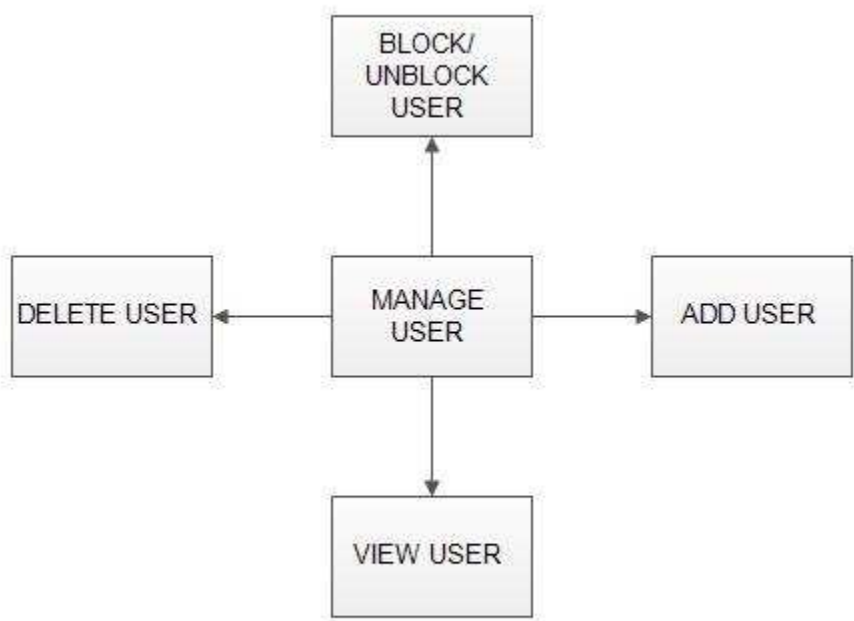 BLOCK/
UNBLOCK
USER
DELETE USER
MANAGE
USER
ADD USER
VIEW USER